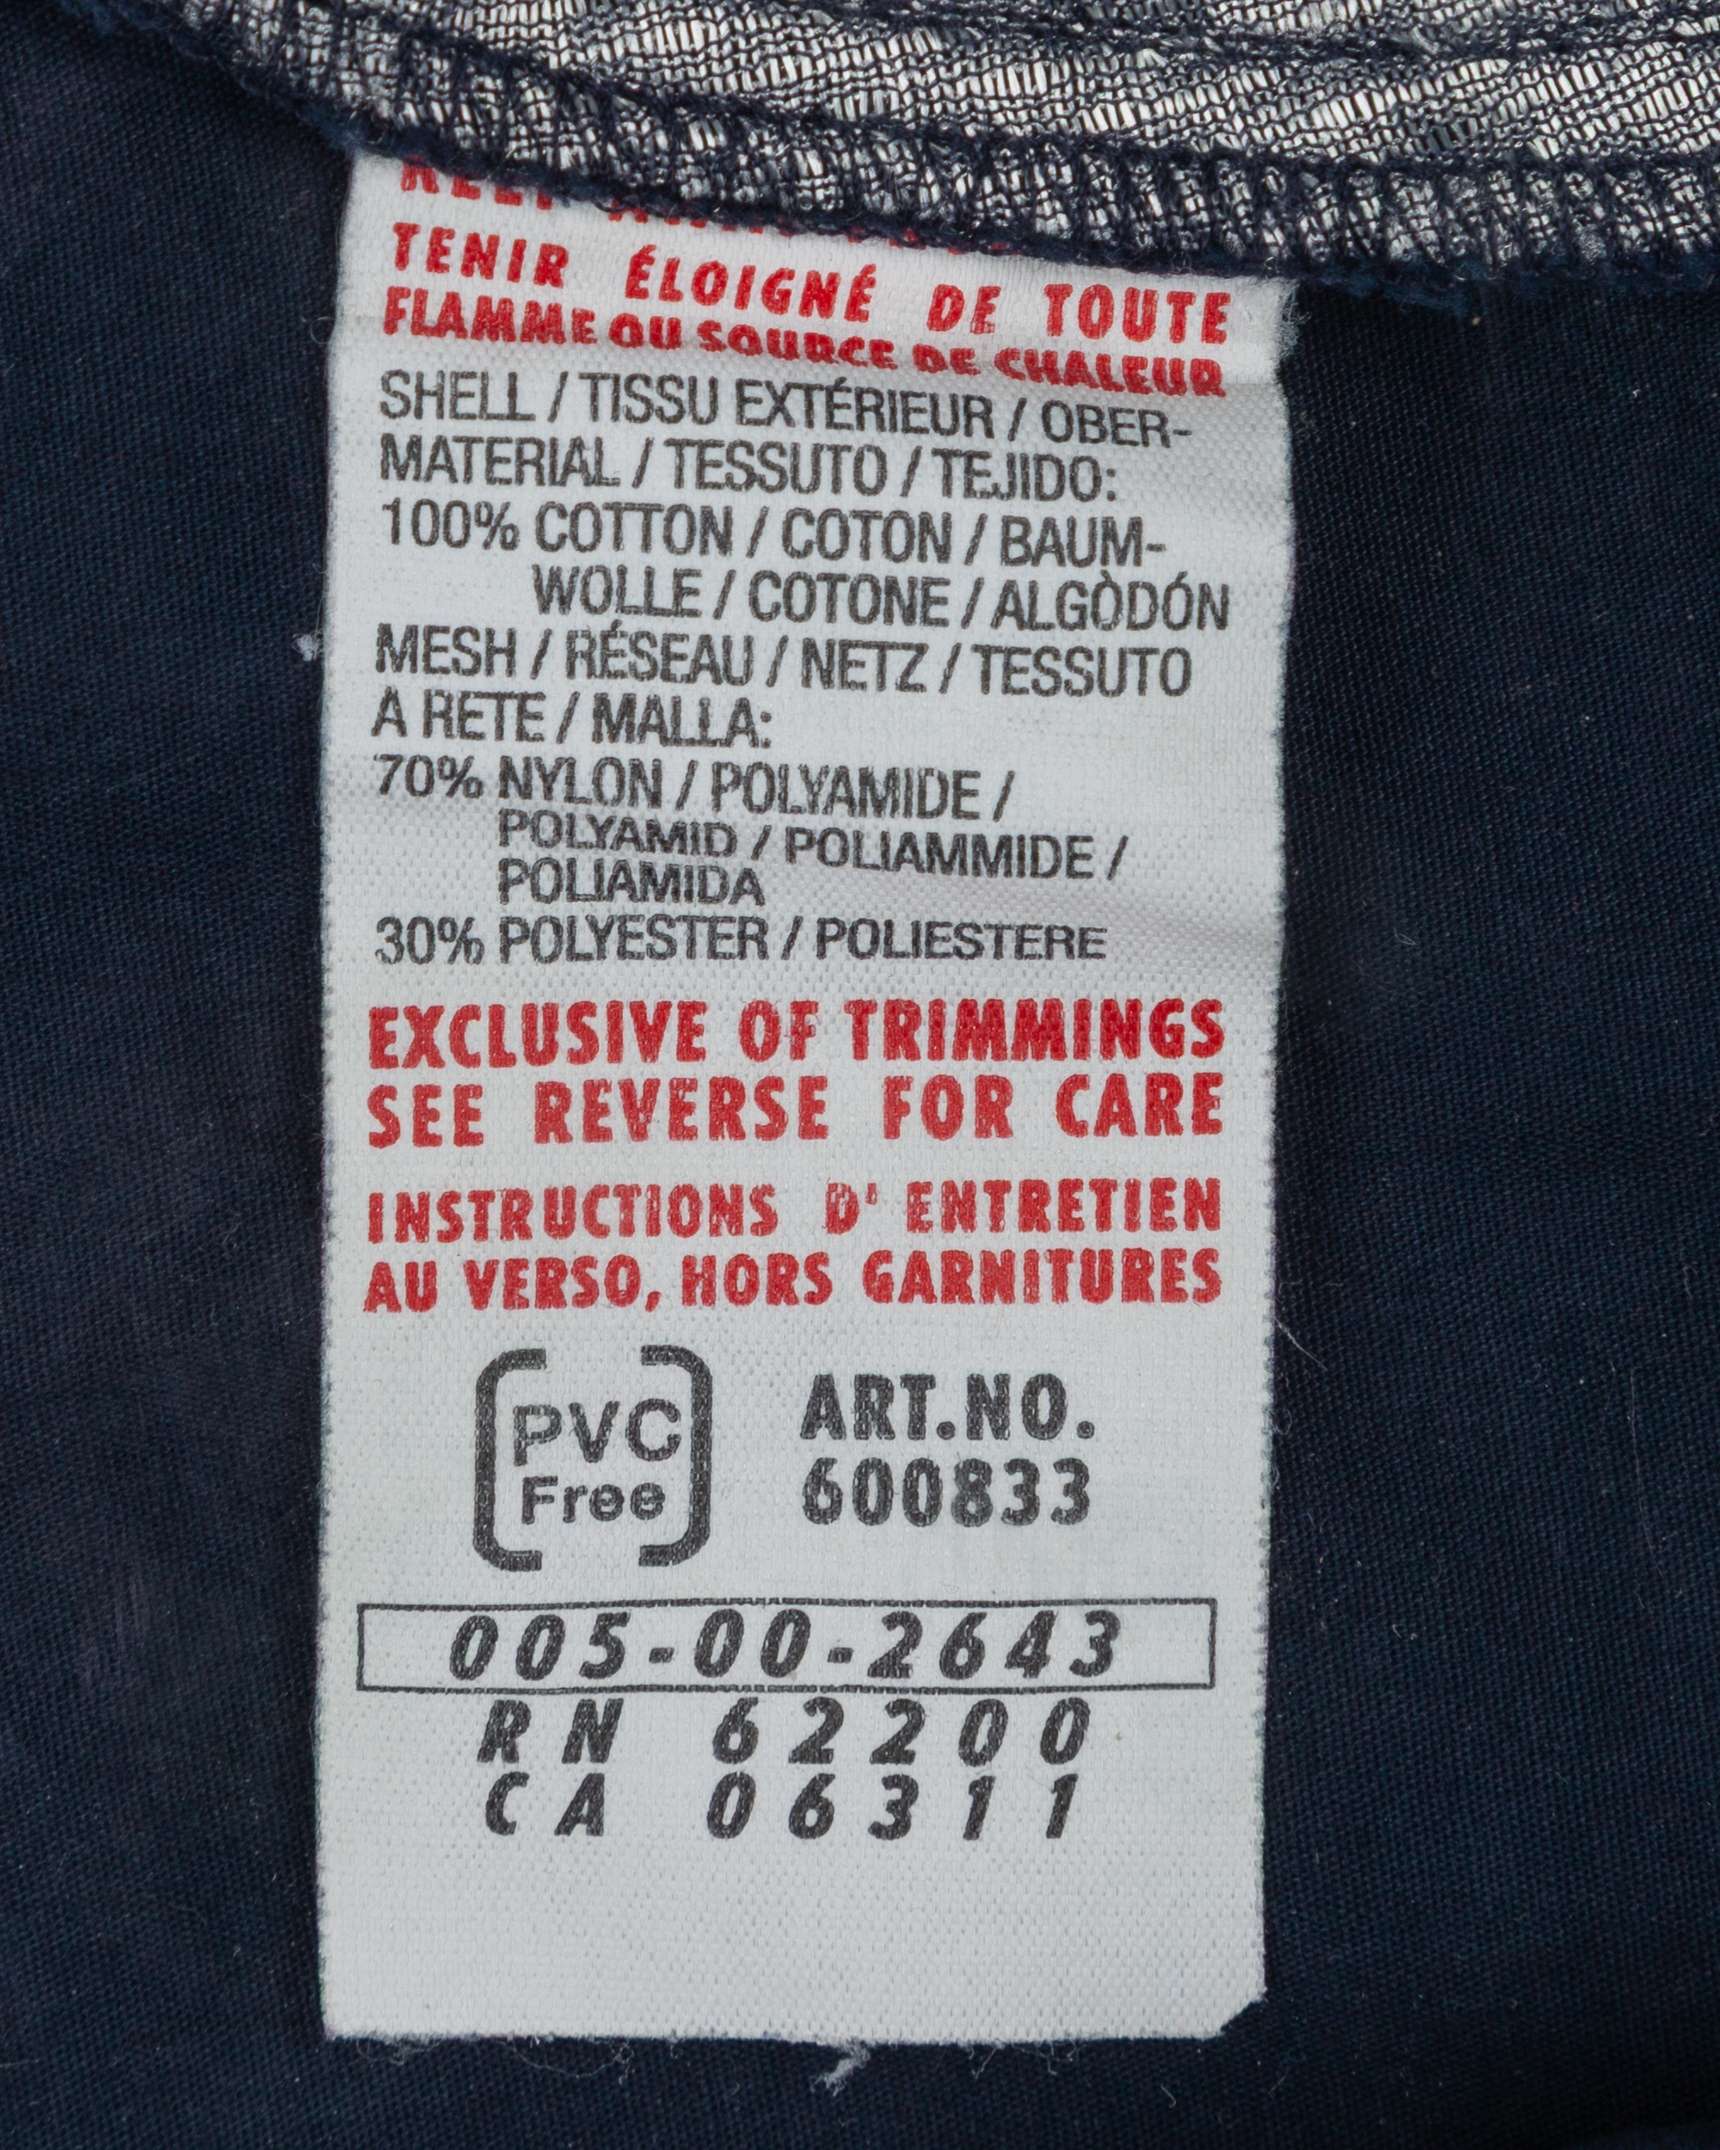 TENIR ÉLOIGNÉ DE TOUTE
FLAMME OU SOURCE DE CHALEUR
SHELL / TISSU EXTÉRIEUR / OBER-
MATERIAL / TESSUTO / TEJIDO:
100% COTTON / COTON / BAUM-
WOLLE / COTONE / ALGÒDÓN
MESH / RÉSEAU / NETZ / TESSUTO
A RETE / MALLA:
70% NYLON / POLYAMIDE /
POLYAMID / POLIAMMIDE /
POLIAMIDA
30% POLYESTER / POLIESTERE
EXCLUSIVE OF TRIMMINGS
SEE REVERSE FOR CARE
INSTRUCTIONS D' ENTRETIEN
AU VERSO, HORS GARNITURES
PVC
Free
ART.NO.
600833
005-00-2643
RN 62200
CA 06311